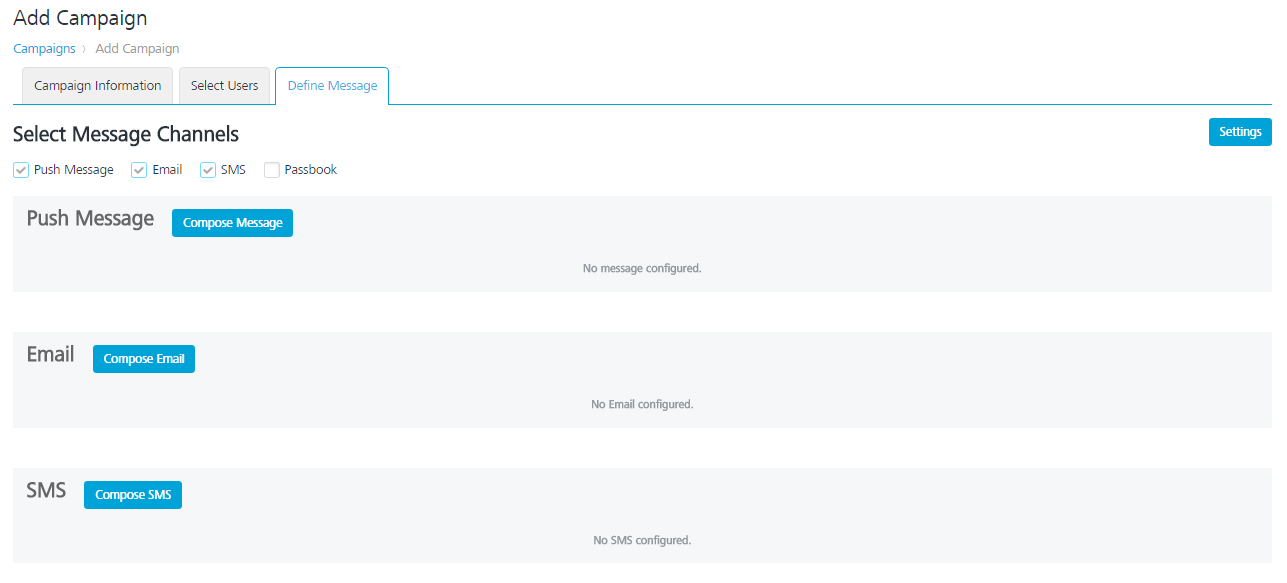 Add Campaign
Campaigns 〉 Add Campaign
Campaign Information Select Users Define Message
Select Message Channels Settings
Push Message Email SMS Passbook
Push Message Compose Message
No message configured.
Email Compose Email
No Email configured.
SMS Compose SMS
No SMS configured.